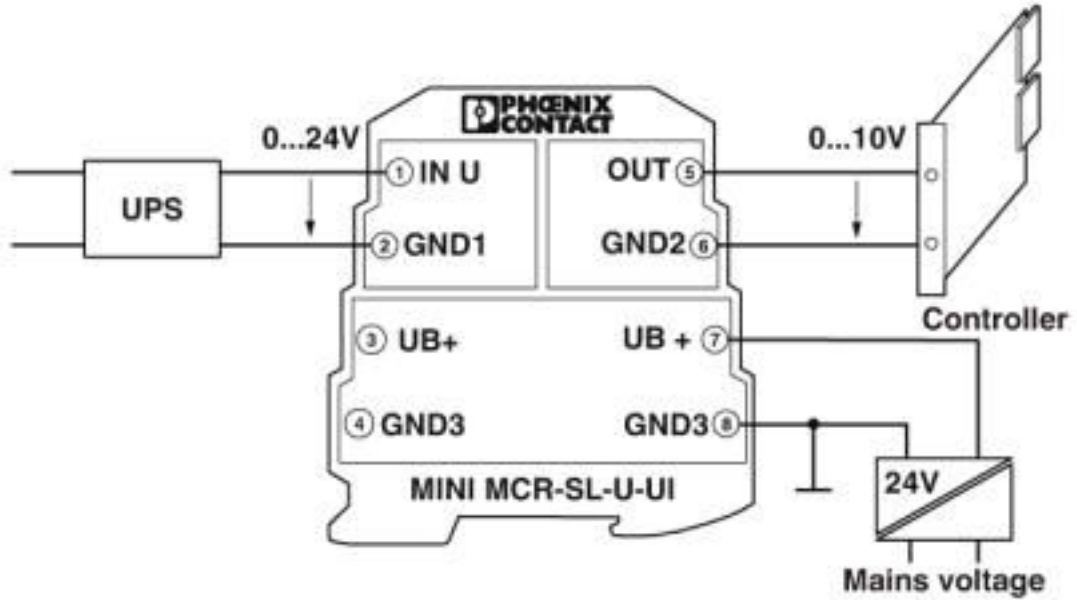 PHŒNIX
CONTACT
0...24V
0...10V
UPS
1 IN U
OUT 5
2 GND1
GND2 6
Controller
3 UB+
UB + 7
4 GND3
GND3 8
24V
MINI MCR-SL-U-UI
Mains voltage